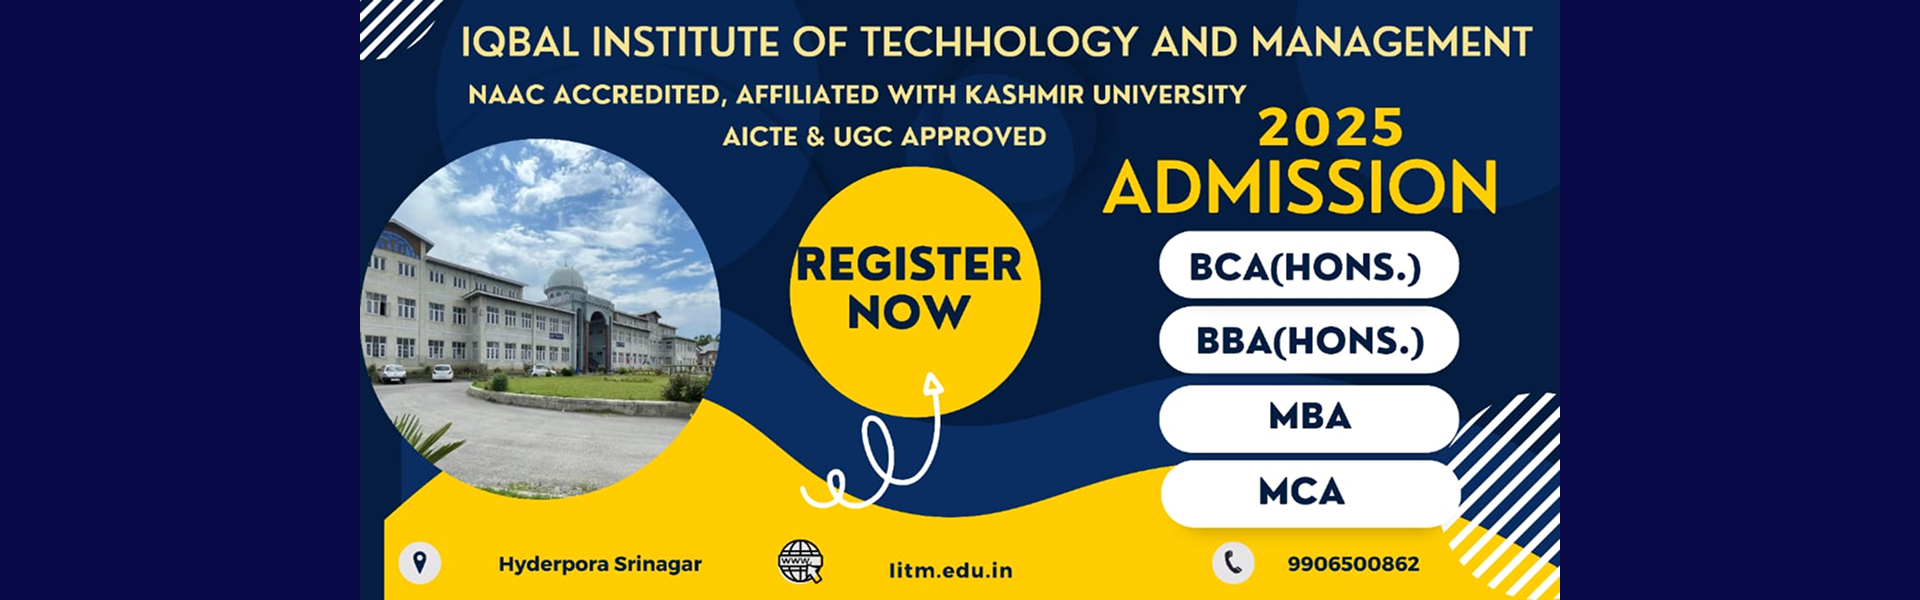 IQBAL INSTITUTE OF TECHHOLOGY AND MANAGEMENT
NAAC ACCREDITED, AFFILIATED WITH KASHMIR UNIVERSITY
AICTE & UGC APPROVED
2025
ADMISSION
REGISTER
NOW
BCA(HONS.)
BBA(HONS.)
MBA
MCA
Hyderpora Srinagar
www.
Iitm.edu.in
9906500862